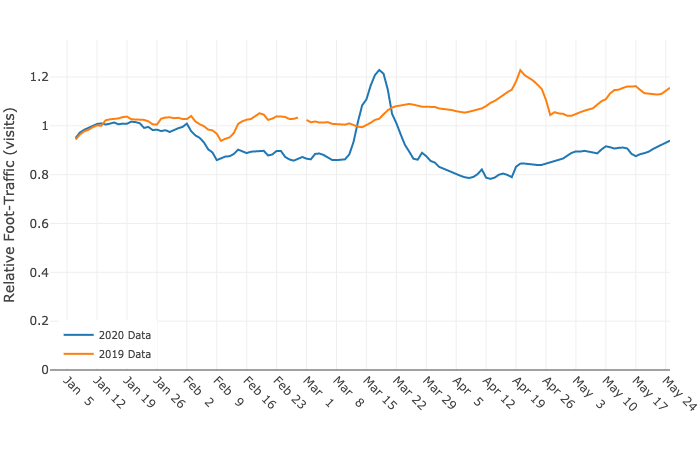 Relative Foot-Traffic (visits)
1.2
1
0.8
0.6
0.4
0.2
0
2020 Data
2019 Data
Jan 5
Jan 12
Jan 19
Jan 26
Feb 2
Feb 9
Feb 16
Feb 23
Mar 1
Mar 8
Mar 15
Mar 22
Mar 29
Apr 5
Apr 12
Apr 19
Apr 26
May 3
May 10
May 17
May 24